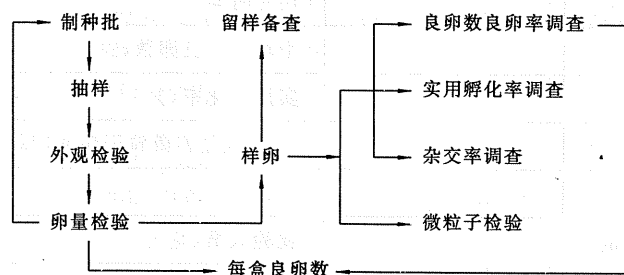 制种批
留样备查
良卵数良卵率调查
抽样
实用孵化率调查
外观检验
样卵
杂交率调查
卵量检验
微粒子检验
每盒良卵数